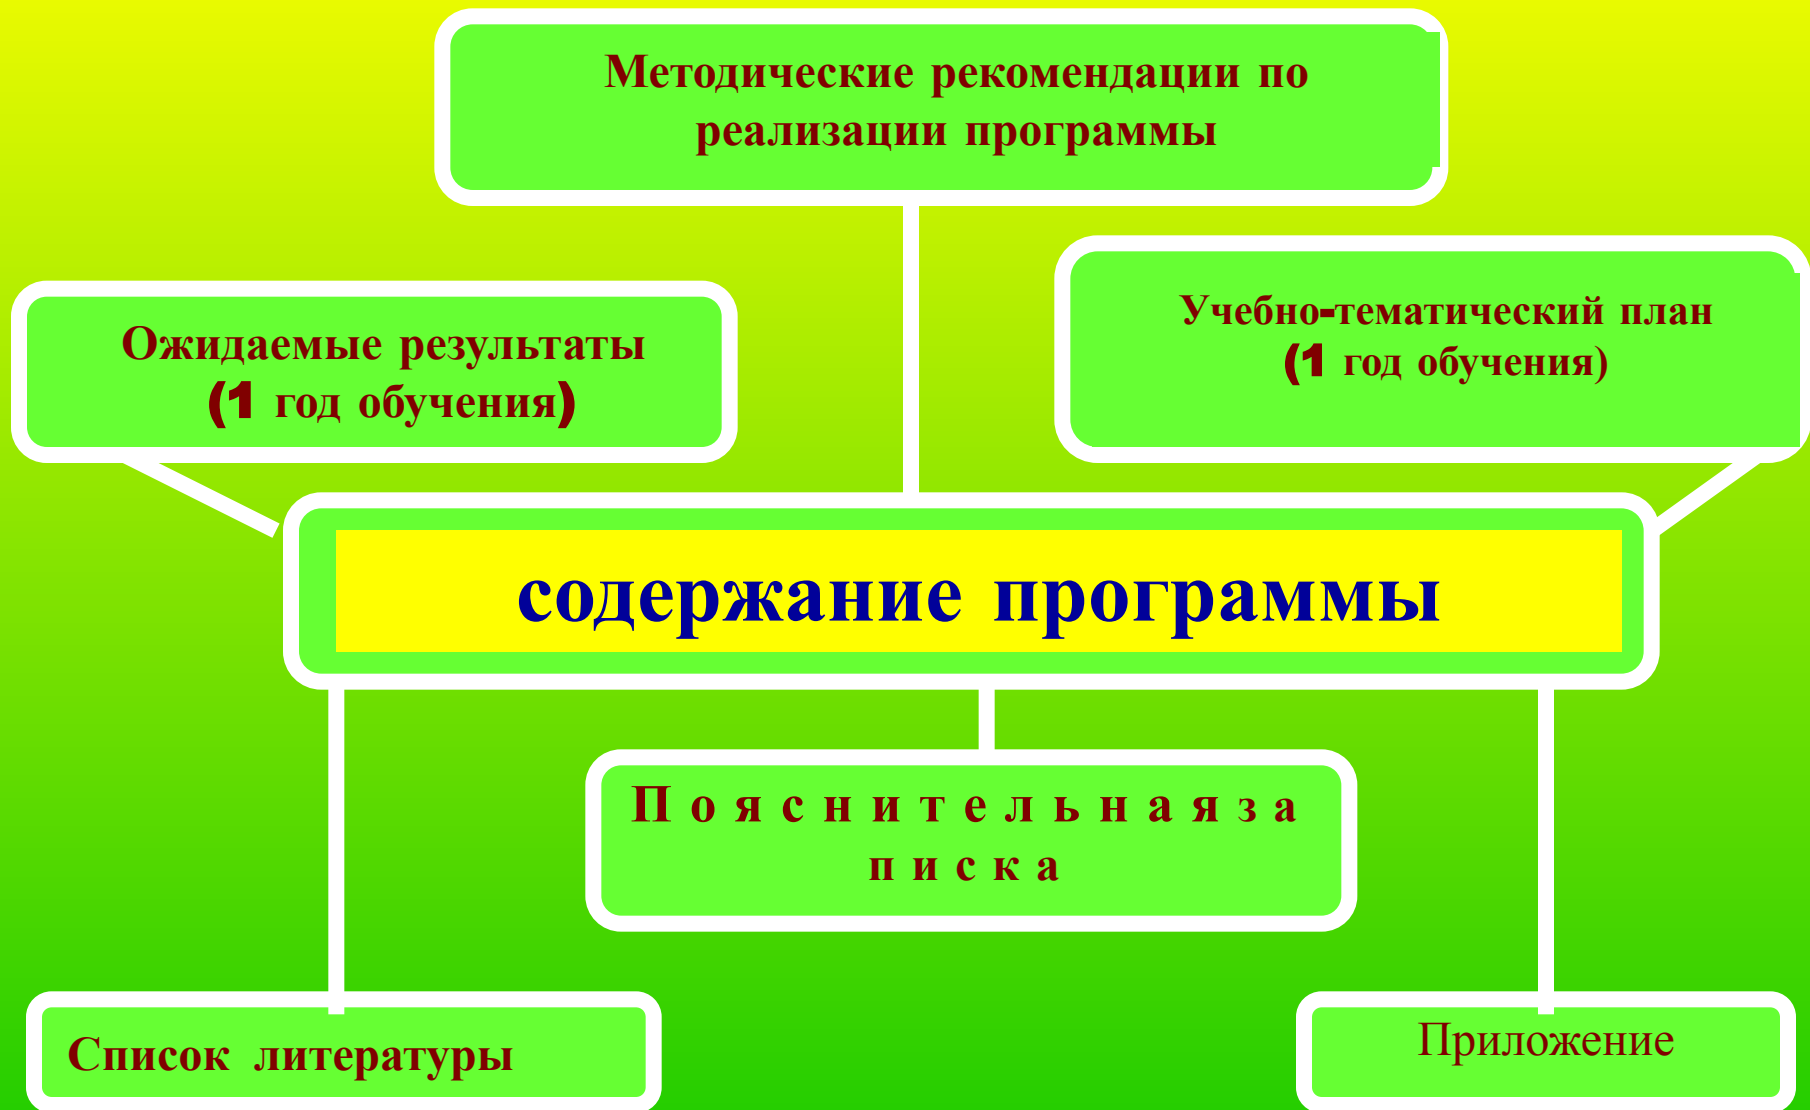 Методические рекомендации по
реализации программы
Ожидаемые результаты
(1 год обучения)
Учебно-тематический план
(1 год обучения)
содержание программы
П о я с н и т е л ь н а я з а
п и с к а
Список литературы
Приложение